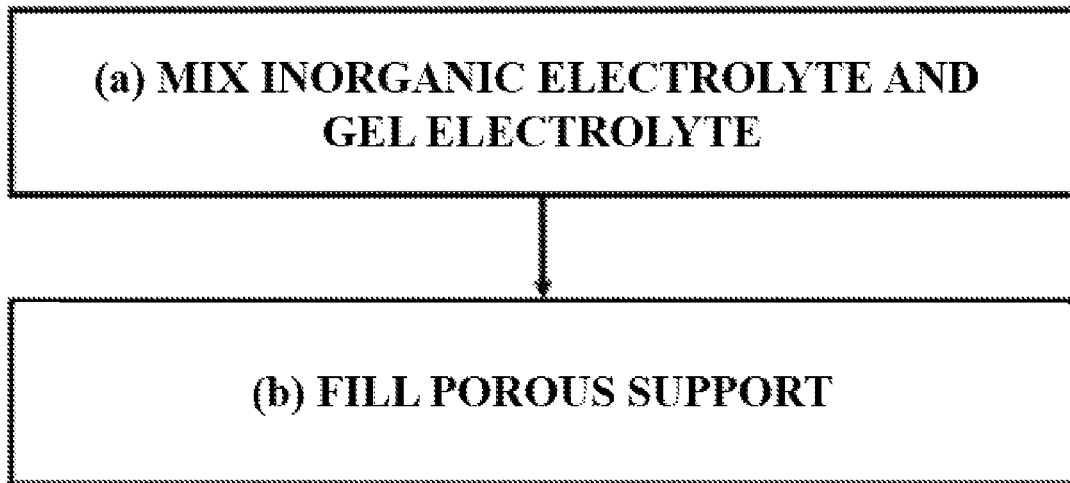 (a) MIX INORGANIC ELECTROLYTE AND
GEL ELECTROLYTE
(b) FILL POROUS SUPPORT